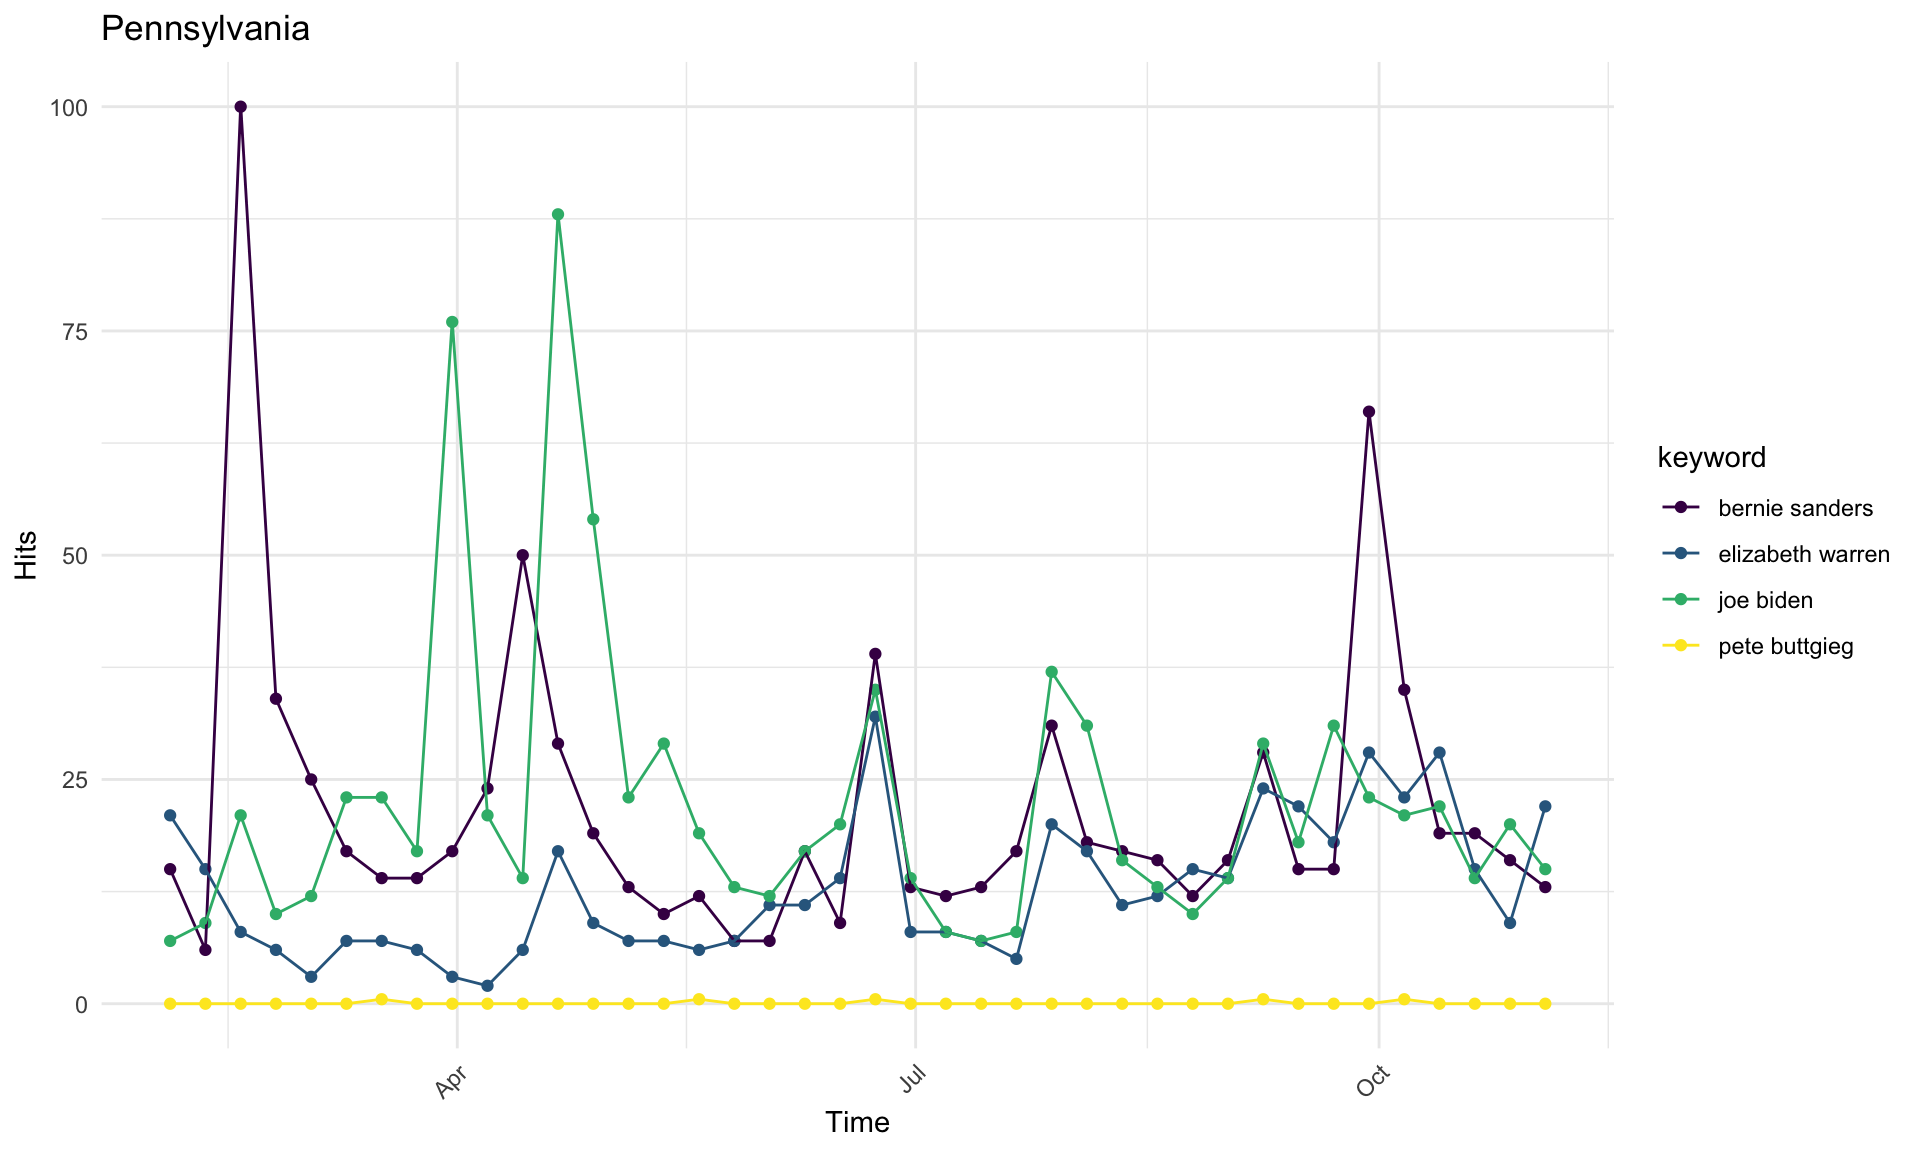 Pennsylvania
100
75
50
25
0
Hits
Apr
Jul
Oct
Time
keyword
bernie sanders
elizabeth warren
joe biden
pete buttgieg